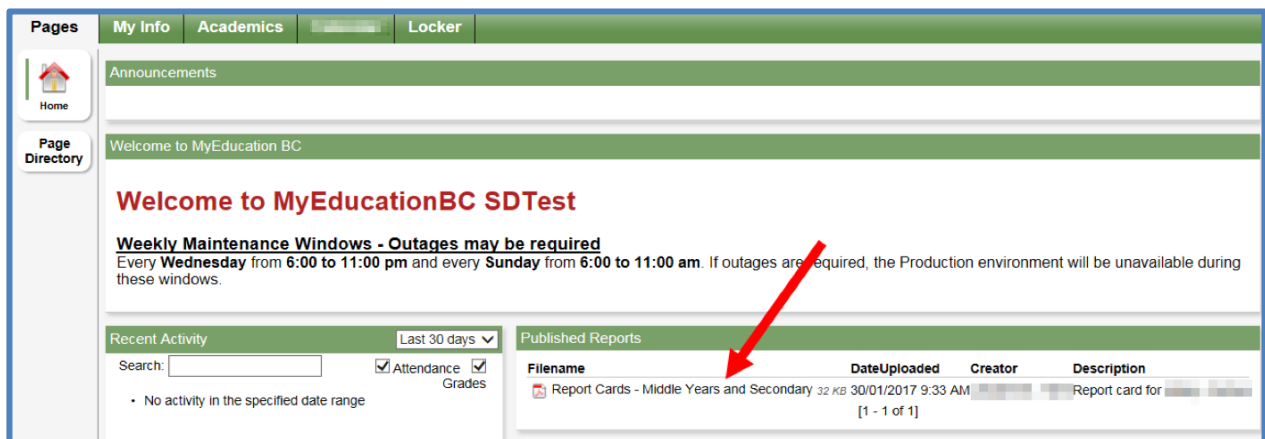 Pages My Info Academics Locker
Home
Page
Directory
Announcements
Welcome to MyEducation BC
Welcome to MyEducationBC SDTest
Weekly Maintenance Windows - Outages may be required
Every Wednesday from 6:00 to 11:00 pm and every Sunday from 6:00 to 11:00 am. If outages are required, the Production environment will be unavailable during
these windows.
Recent Activity Last 30 days
Search: Attendance
Grades
No activity in the specified date range
Published Reports
Filename DateUploaded Creator Description
Report Cards - Middle Years and Secondary 32 KB 30/01/2017 9:33 AM Report card for
[1 - 1 of 1]